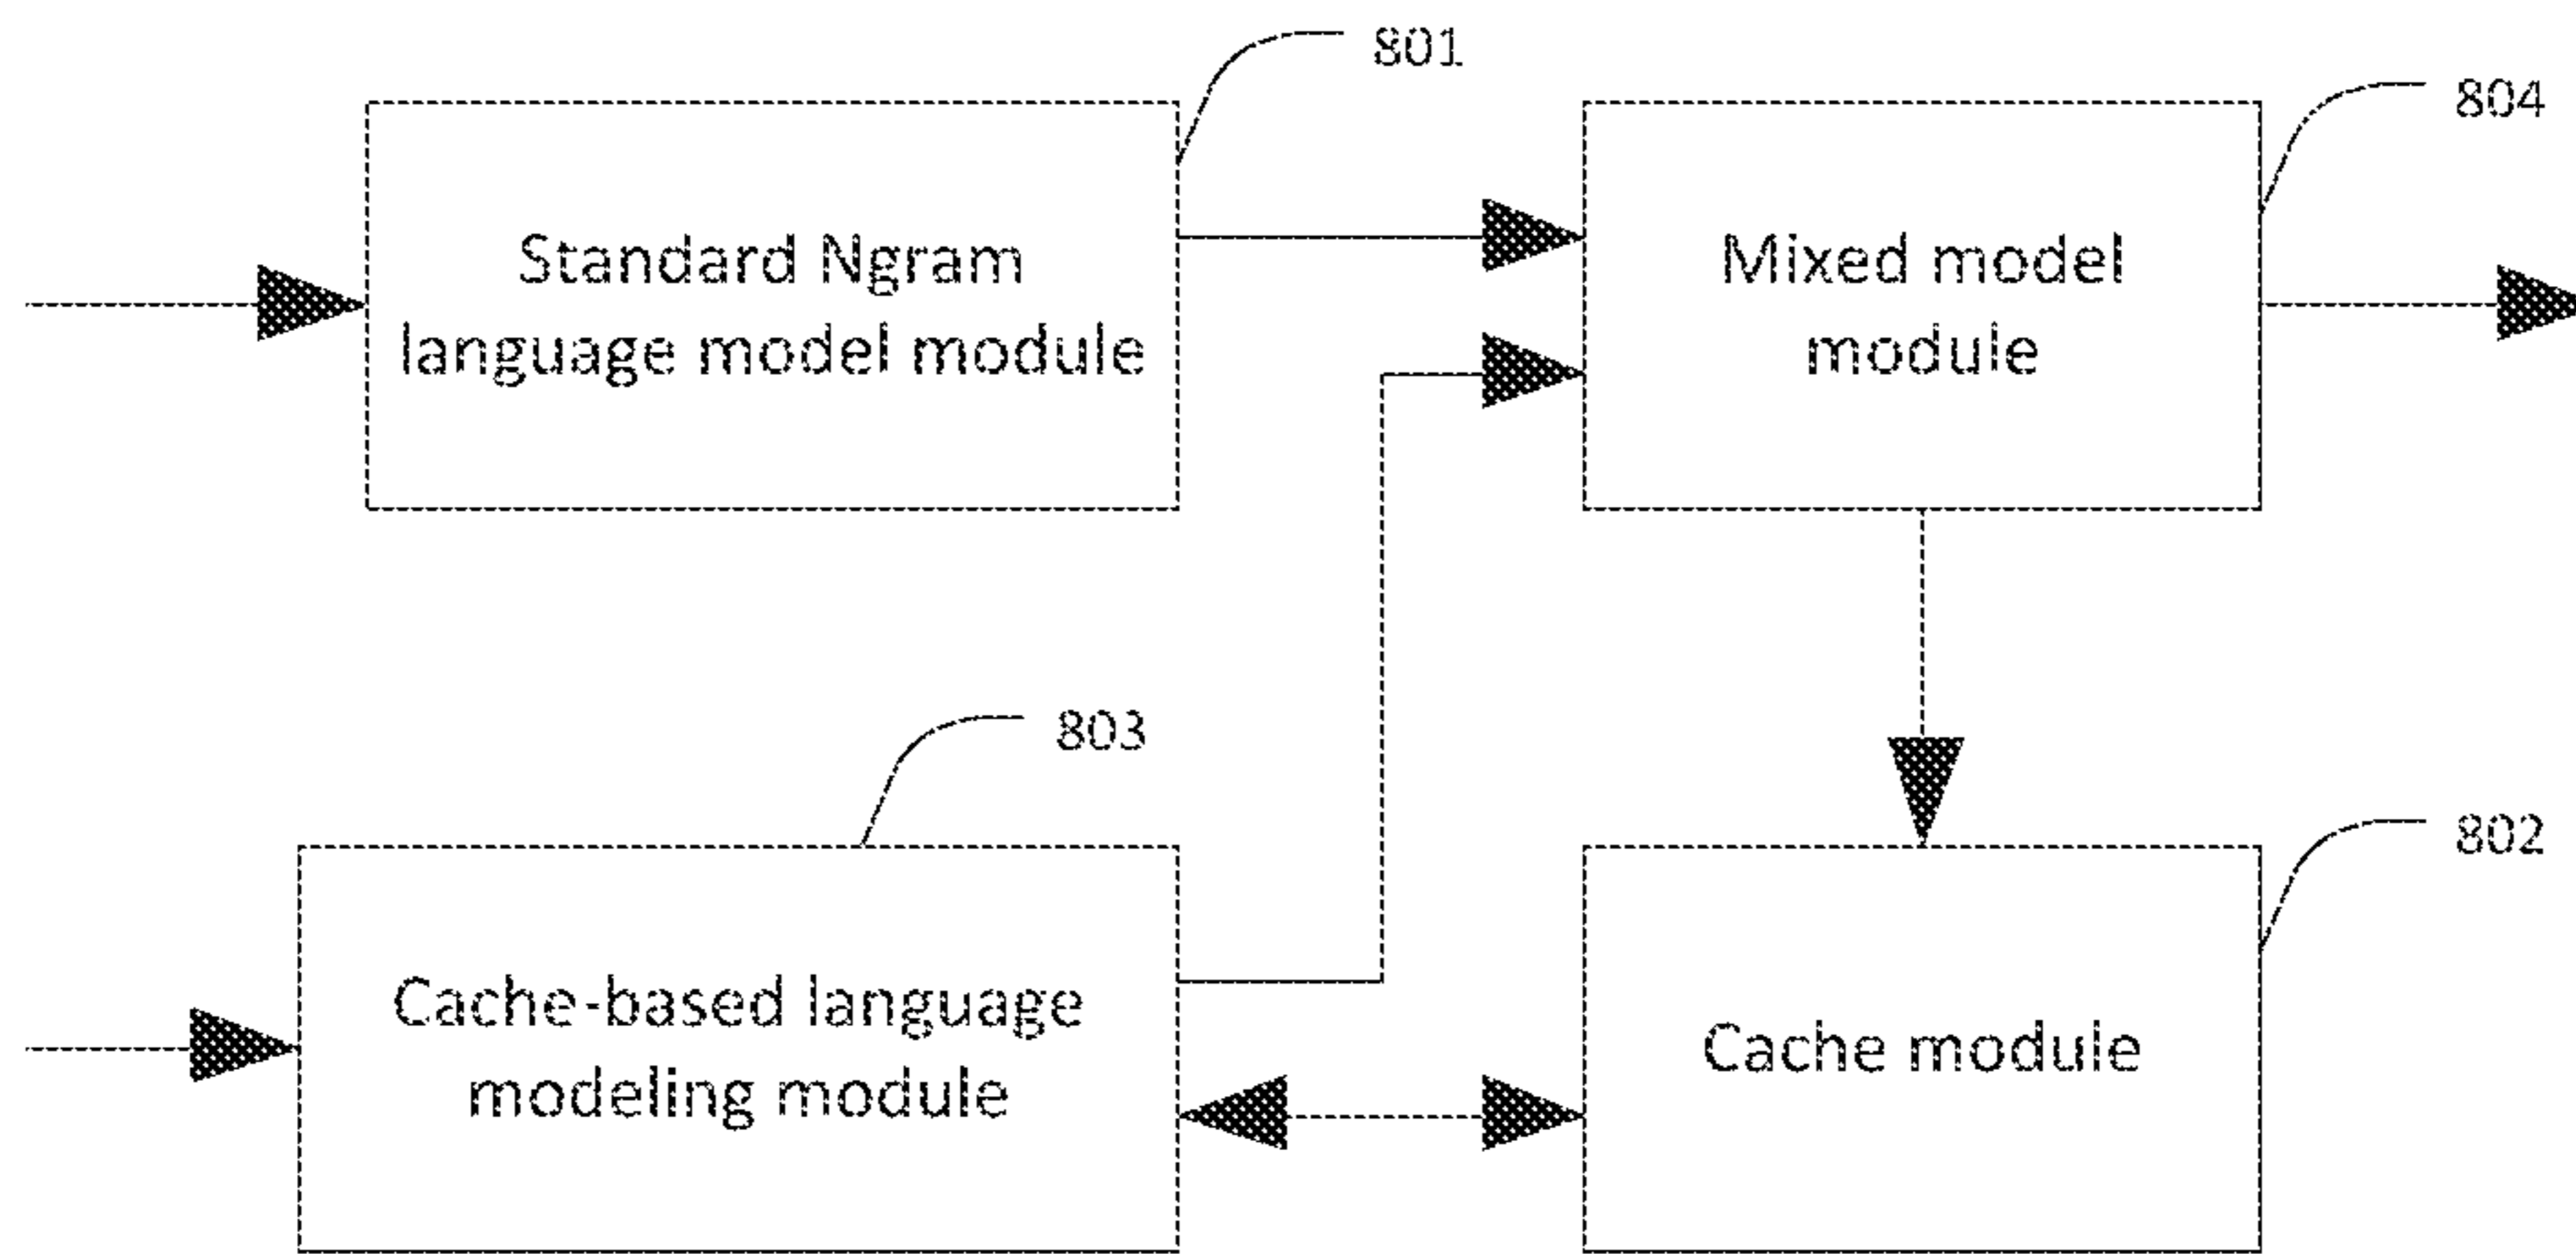 801
804
Standard Ngram
language model module
Mixed model
module
803
802
Cache-based language
modeling module
Cache module